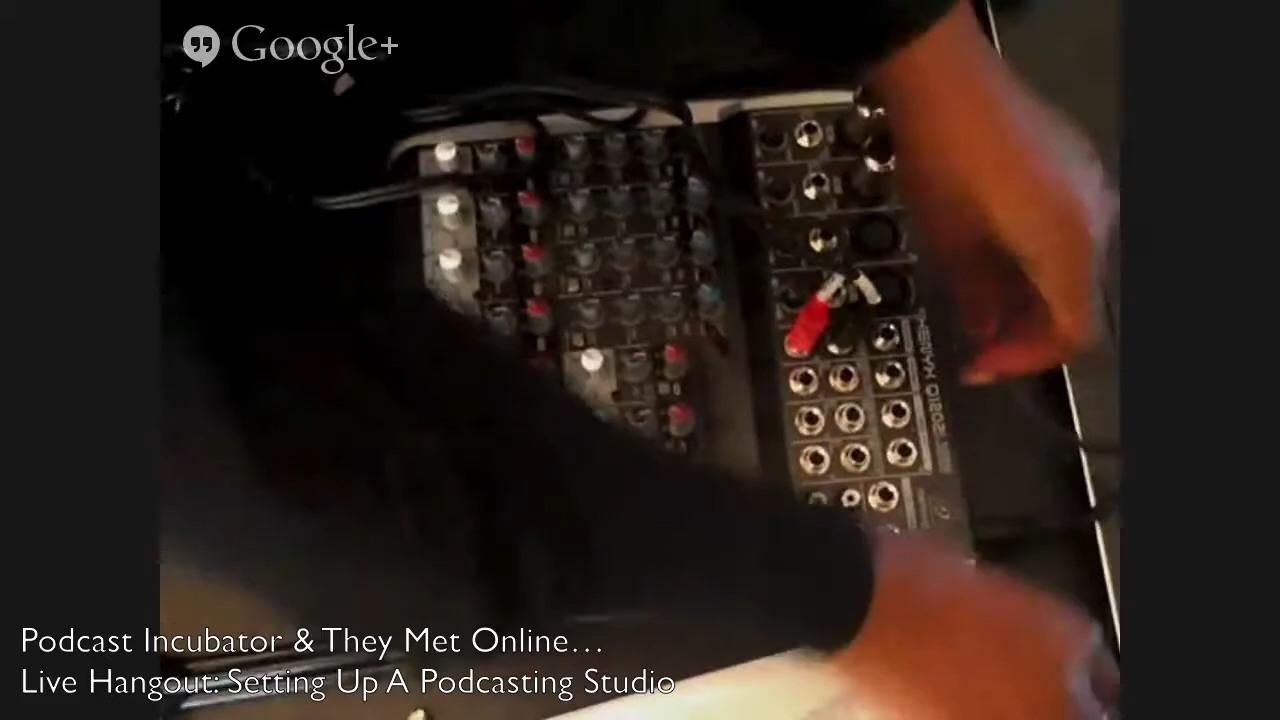 Google+
Podcast Incubator & They Met Online...
Live Hangout: Setting Up A Podcasting Studio